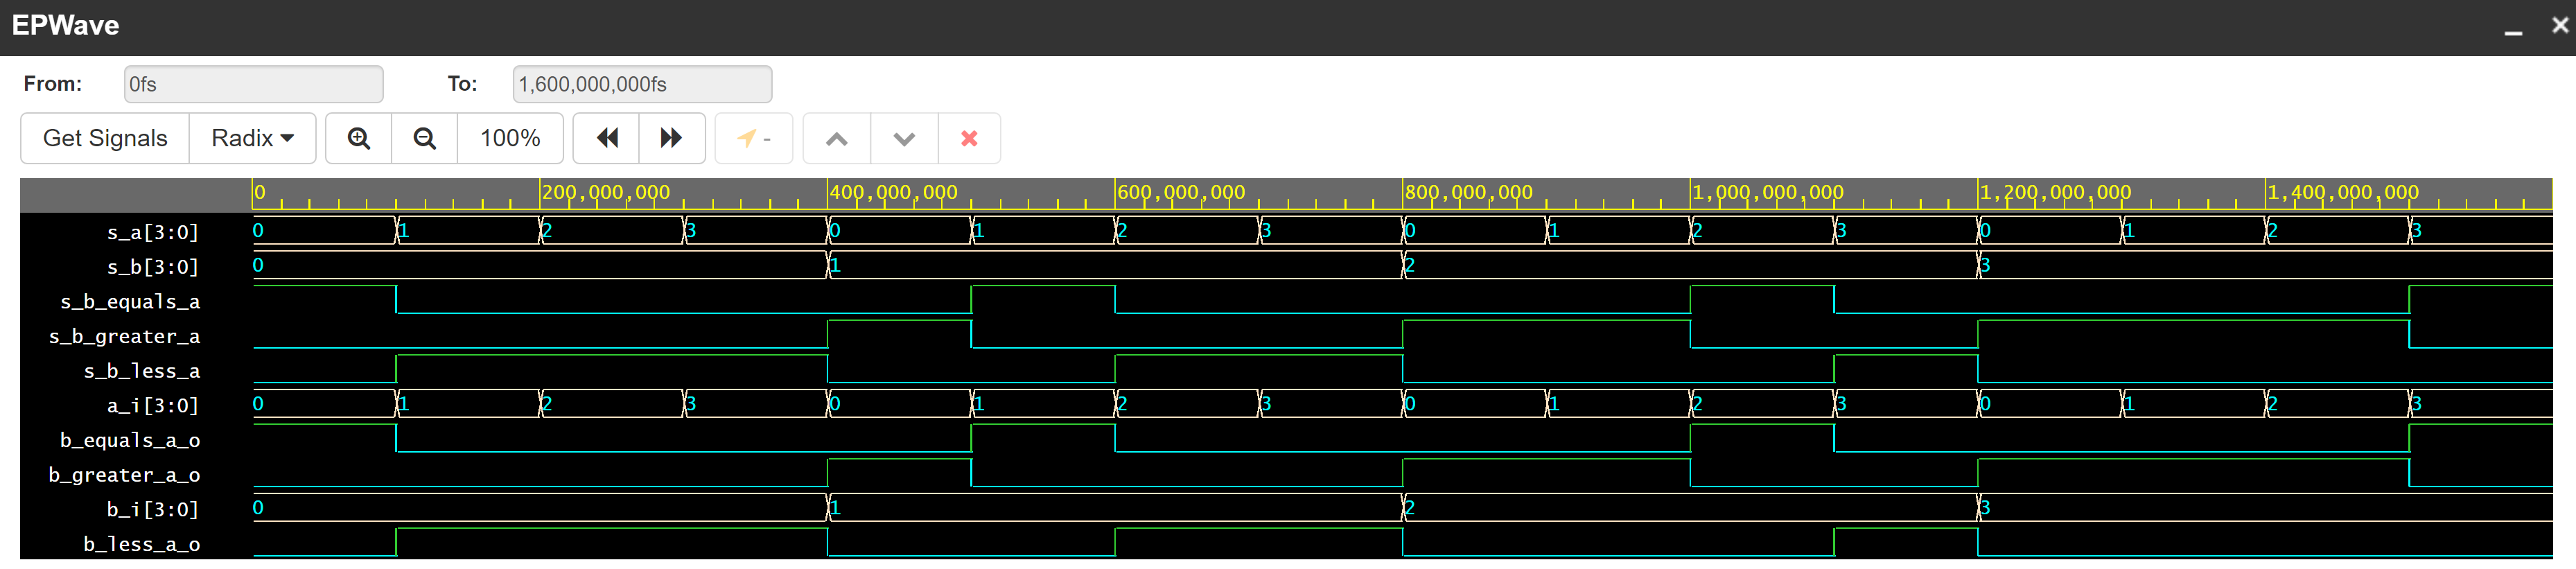 EPWave
From: 0fs To: 1,600,000,000fs
Get Signals Radix 100% -
0 200,000,000 400,000,000 600,000,000 800,000,000 1,000,000,000 1,200,000,000 1,400,000,000
s_a[3:0] 0 1 2 3 0 1 2 3 0 1 2 3 0 1 2 3
s_b[3:0] 0 1 2 3
s_b_equals_a
s_b_greater_a
s_b_less_a
a_i[3:0] 0 1 2 3 0 1 2 3 0 1 2 3 0 1 2 3
b_equals_a_o
b_greater_a_o
b_i[3:0] 0 1 2 3
b_less_a_o